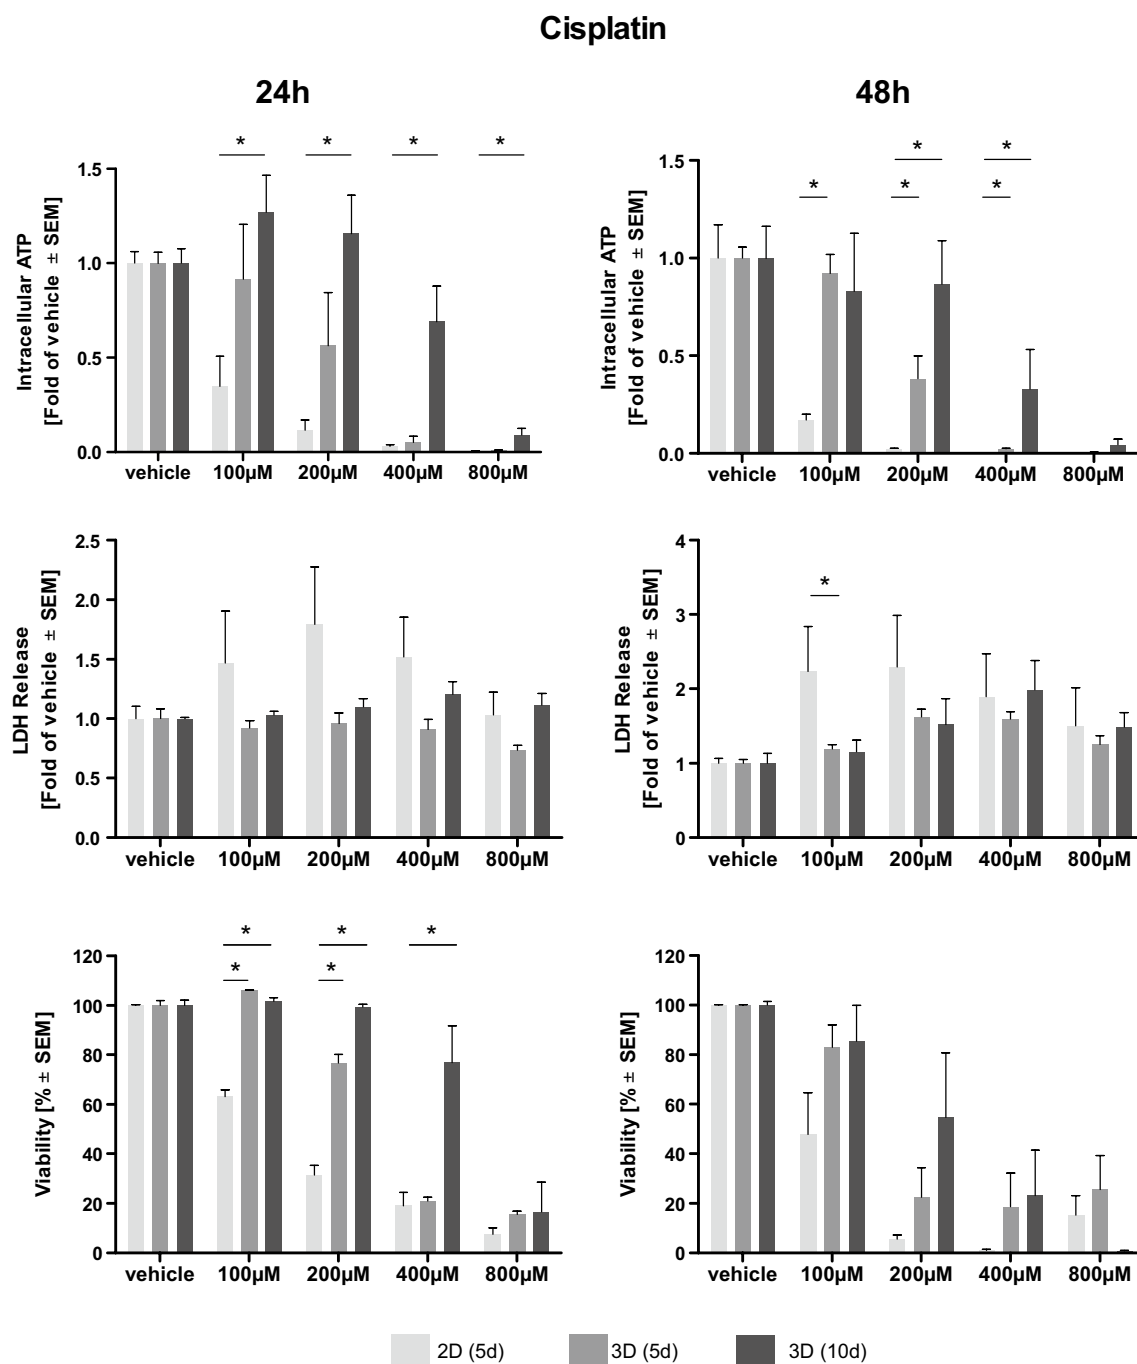 Cisplatin
24h
48h
* * * *
Intracellular ATP
[Fold of vehicle ± SEM]
1.5
1.0
0.5
0.0
vehicle 100µM 200µM 400µM 800µM
* * * * *
Intracellular ATP
[Fold of vehicle ± SEM]
1.5
1.0
0.5
0.0
vehicle 100µM 200µM 400µM 800µM
LDH Release
[Fold of vehicle ± SEM]
2.5
2.0
1.5
1.0
0.5
0.0
vehicle 100µM 200µM 400µM 800µM
*
LDH Release
[Fold of vehicle ± SEM]
4
3
2
1
0
vehicle 100µM 200µM 400µM 800µM
* * *
* *
Viability [% ± SEM]
120
100
80
60
40
20
0
vehicle 100µM 200µM 400µM 800µM
Viability [% ± SEM]
120
100
80
60
40
20
0
vehicle 100µM 200µM 400µM 800µM
2D (5d) 3D (5d) 3D (10d)